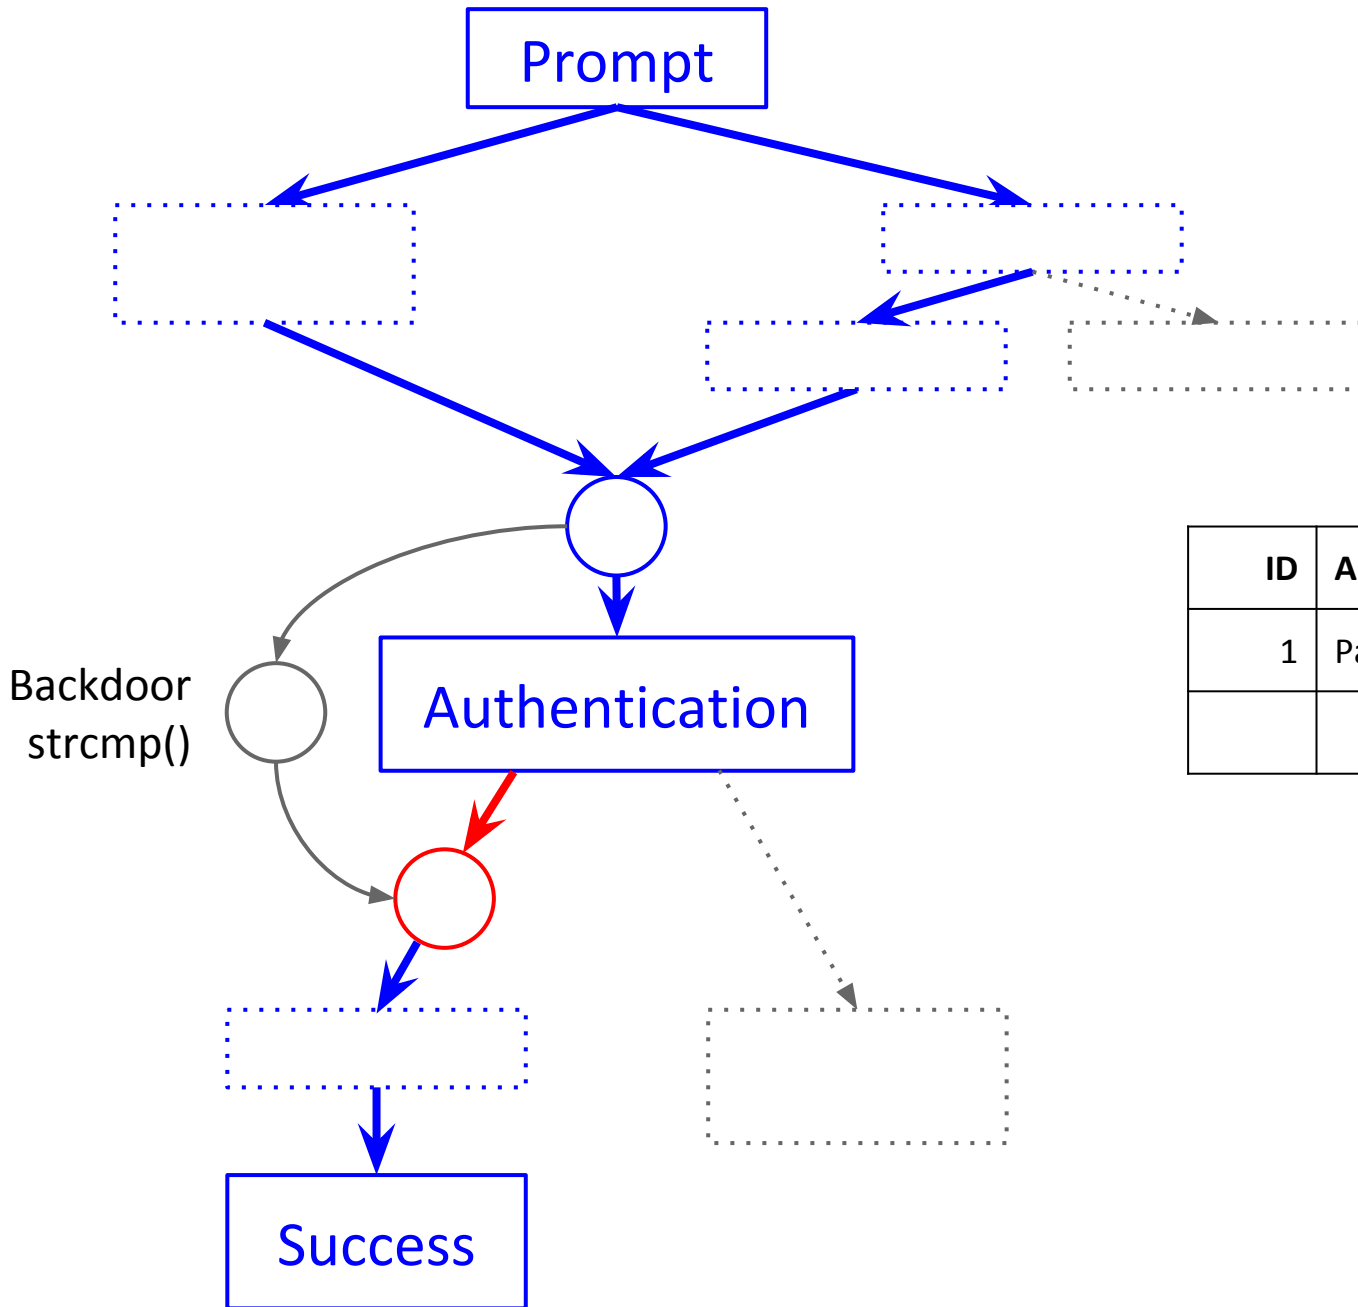 Prompt
ID
1
Backdoor
strcmp()
Authentication
Success